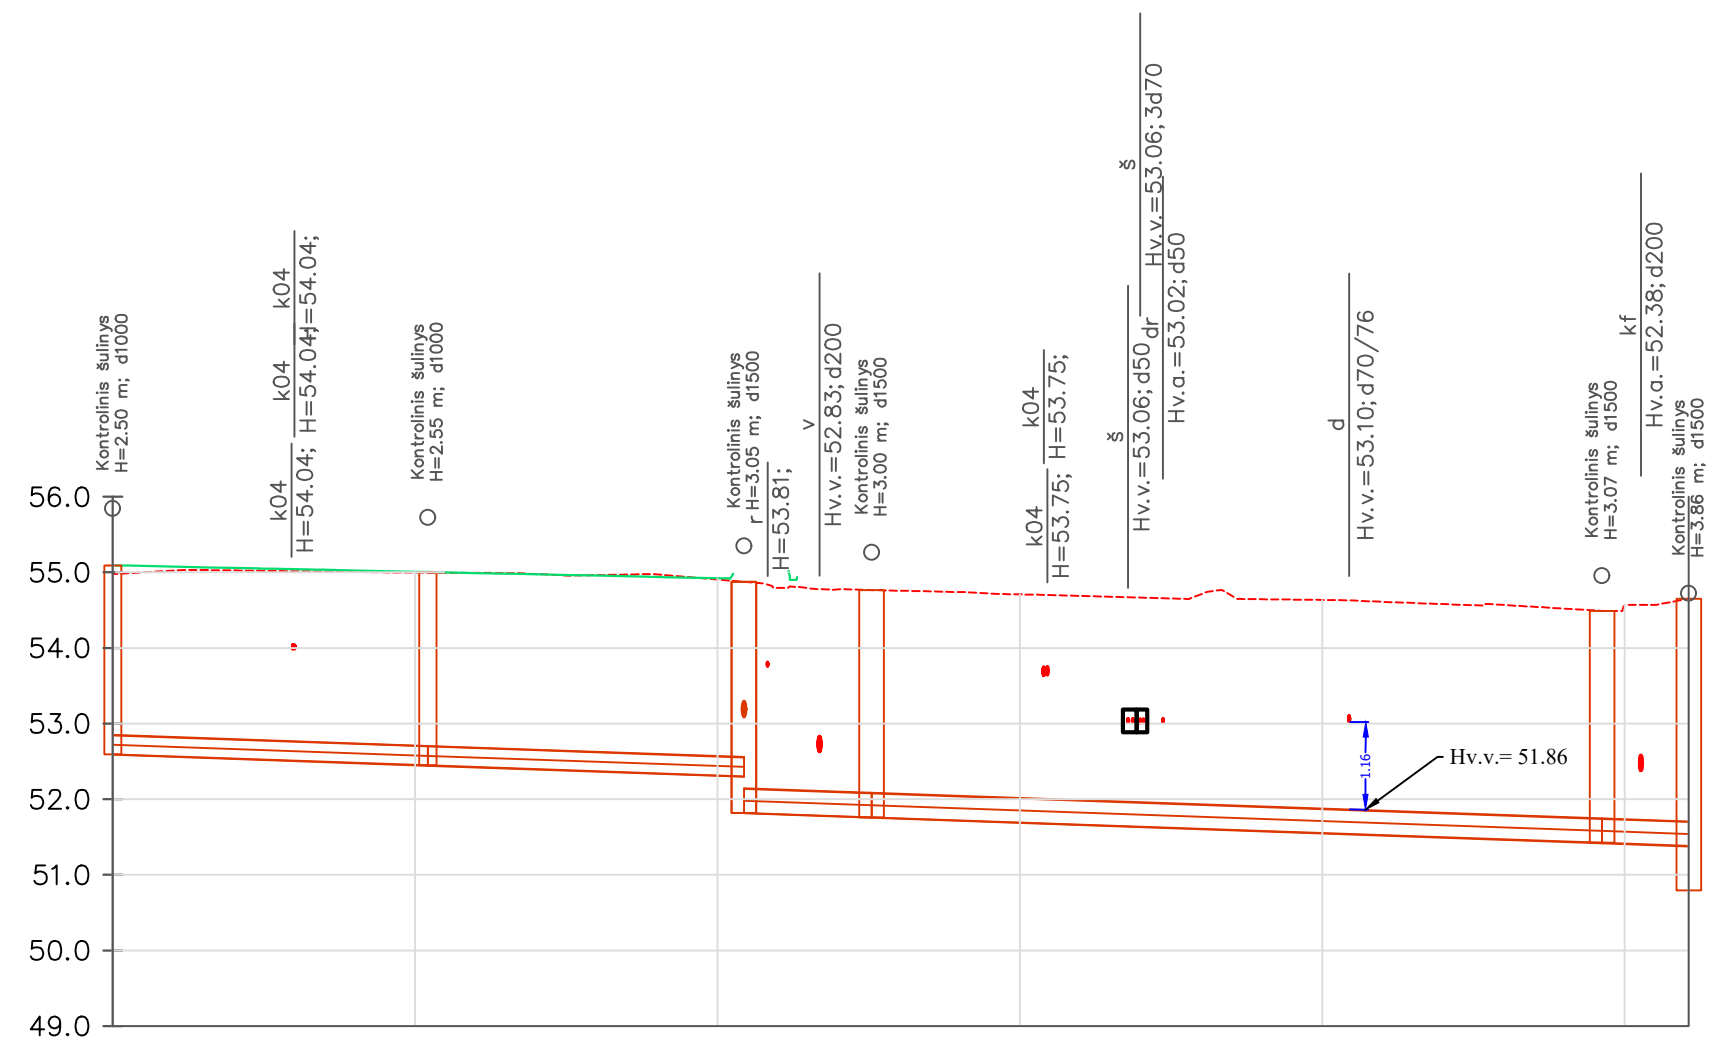 Kontrolinis šulinys
H=2.50 m; d1000
k04
H=54.04;
k04
H=54.04;
k04
H=54.04;
Kontrolinis šulinys
H=2.55 m; d1000
Kontrolinis šulinys
H=3.05 m; d1500
r
H=53.81;
v
Hv.v.=52.83;d200
Kontrolinis šulinys
H=3.00 m; d1500
k04
H=53.75;
k04
H=53.75;
š
Hv.v.=53.06;d50
š
Hv.v.=53.06;3d70
dr
Hv.a.=53.02;d50
d
Hv.v.=53.10;d70/76
Kontrolinis šulinys
H=3.07 m; d1500
kf
Hv.a.=52.38;d200
Kontrolinis šulinys
H=3.86 m; d1500
56.0
55.0
54.0
53.0
52.0
51.0
50.0
49.0
1.16
Hv.v.= 51.86